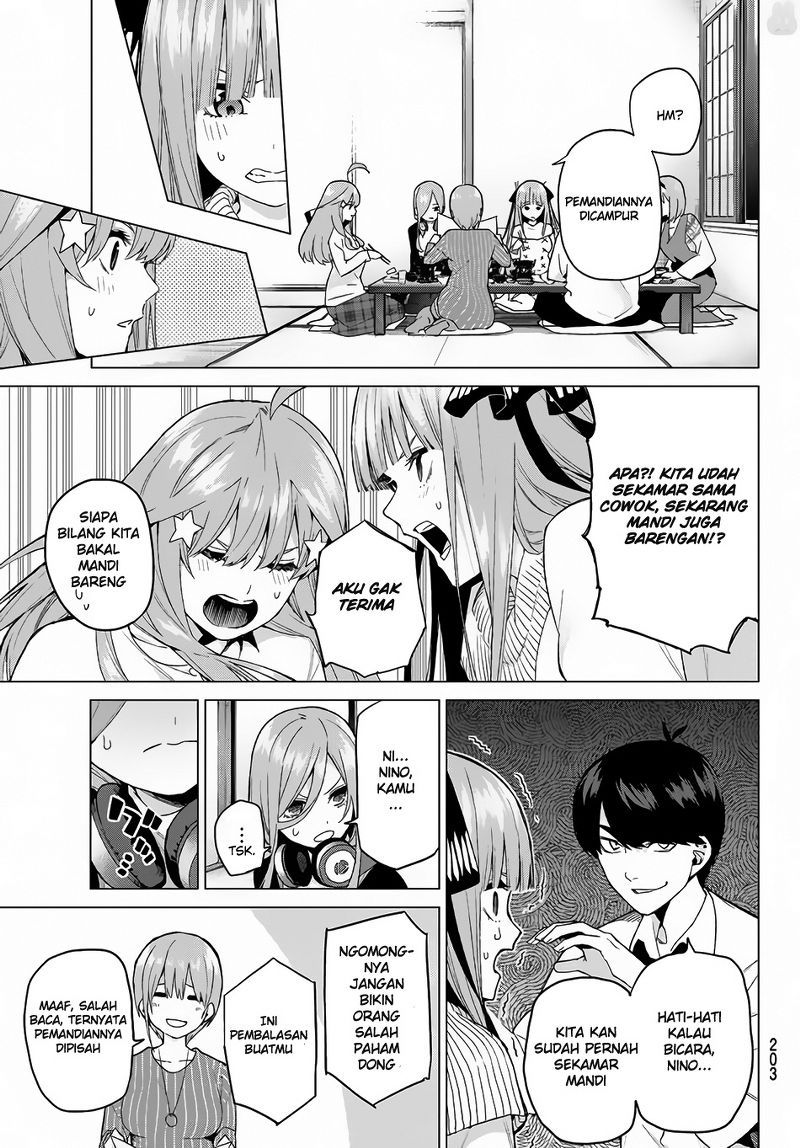 HM?
PEMANDIANNYA
DICAMPUR
APA?! KITA UDAH
SEKAMAR SAMA
COWOK, SEKARANG
MANDI JUGA
BARENGAN!?
AKU GAK
TERIMA
SIAPA
BILANG KITA
BAKAL
MANDI
BARENG
HATI-HATI
KALAU
BICARA,
NINO...
KITA KAN
SUDAH PERNAH
SEKAMAR
MANDI
NI...
NINO,
KAMU
...
...
TSK.
NGOMONG-
NYA
JANGAN
BIKIN
ORANG
SALAH
PAHAM
DONG
INI
PEMBALASAN
BUATMU
MAAF, SALAH
BACA, TERNYATA
PEMANDIANNYA
DIPISAH
203